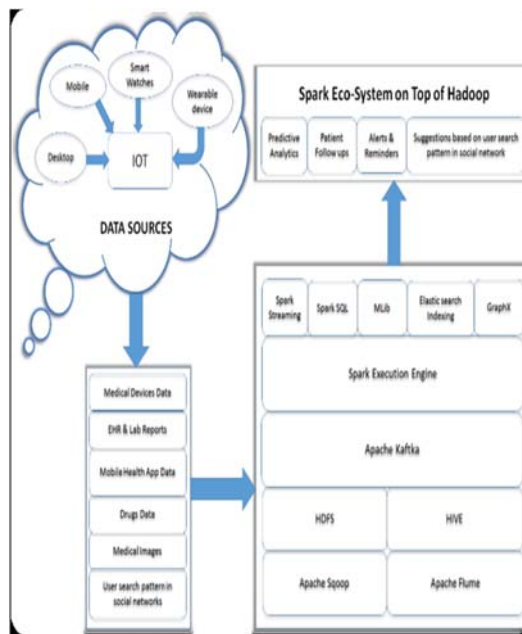 Mobile
Smart
Watches
Wearable
device
Desktop
IOT
DATA SOURCES
Spark Eco-System on Top of Hadoop
Predictive
Analytics
Patient
Follow ups
Alerts &
Reminders
Suggestions based on user search
pattern in social network
Medical Devices Data
EHR & Lab Reports
Mobile Health App Data
Drugs Data
Medical Images
User search pattern in
social networks
Spark
Streaming
Spark SQL
MLib
Elastic search
Indexing
GraphX
Spark Execution Engine
Apache Kaftka
HDFS
HIVE
Apache Sqoop
Apache Flume